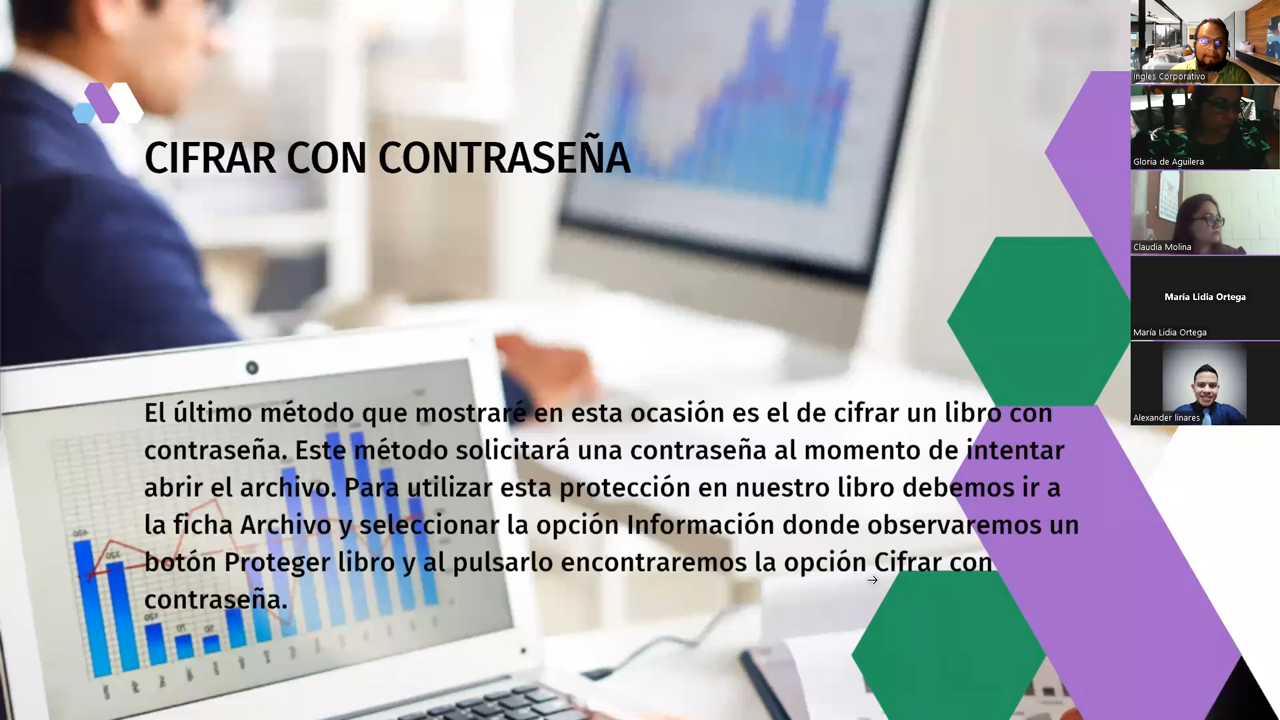 CIFRAR CON CONTRASEÑA
El último método que mostraré en esta ocasión es el de cifrar un libro con
contraseña. Este método solicitará una contraseña al momento de intentar
abrir el archivo. Para utilizar esta protección en nuestro libro debemos ir a
la ficha Archivo y seleccionar la opción Información donde observaremos un
botón Proteger libro y al pulsarlo encontraremos la opción Cifrar con
contraseña.
Ingles Corporativo
Gloria de Aguilera
Claudia Molina
María Lidia Ortega
María Lidia Ortega
Alexander linares